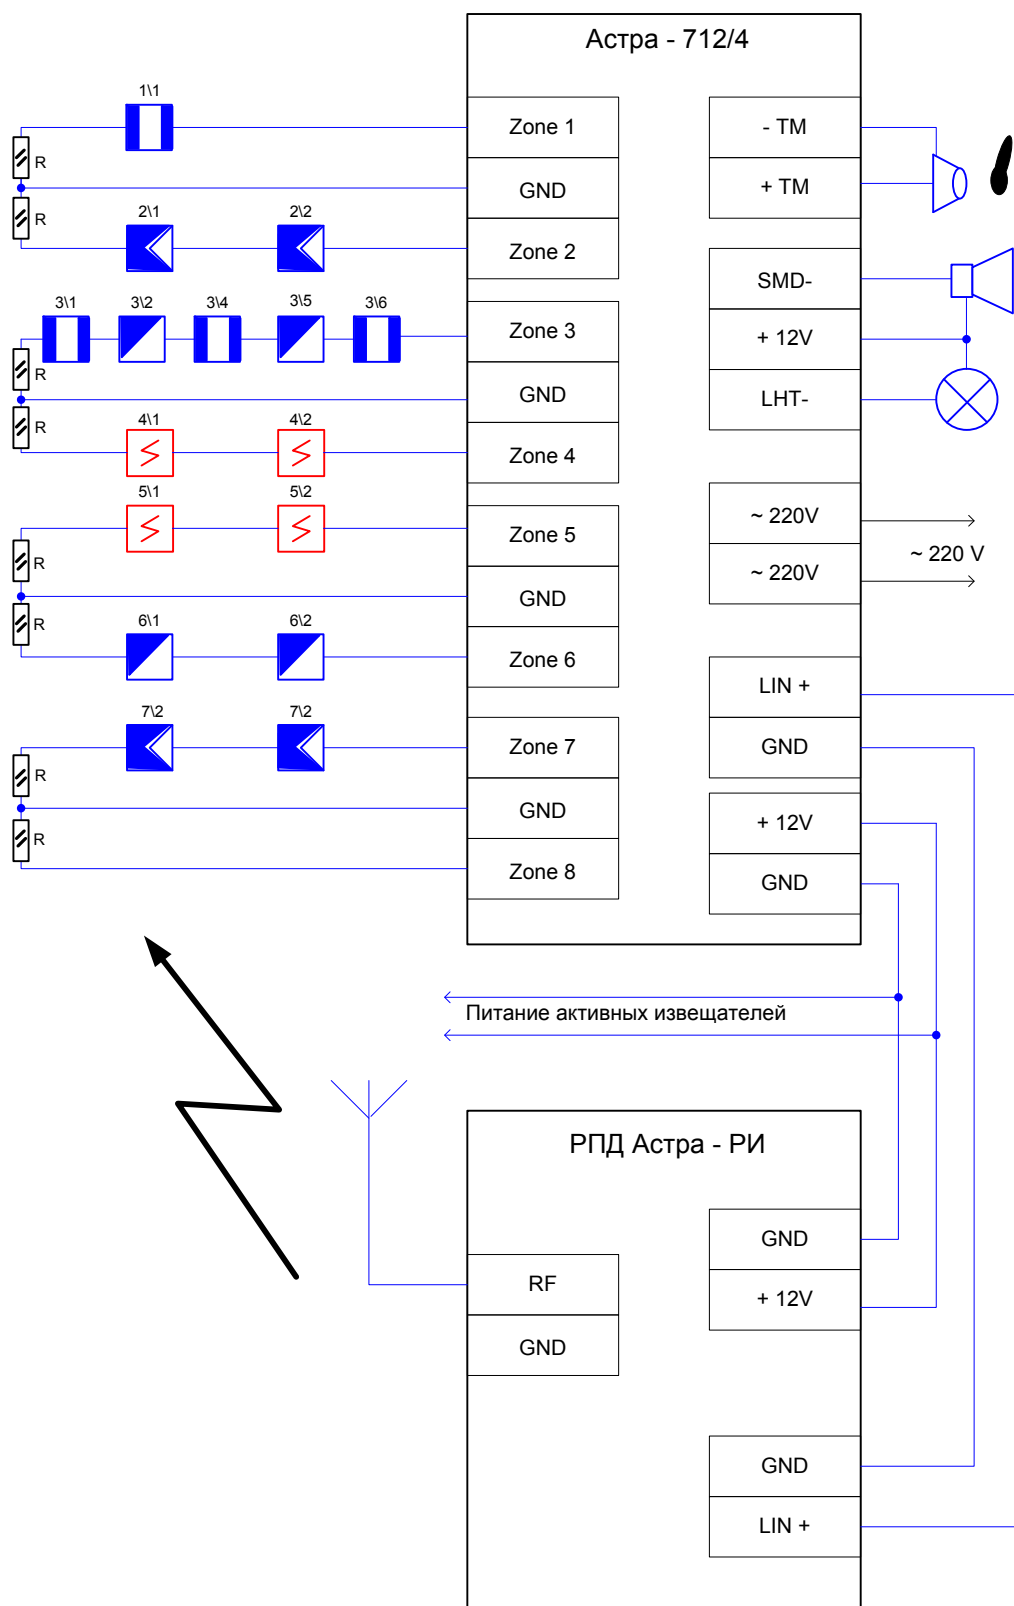 Астра - 712/4
1\1
Zone 1
- TM
R
GND
+ TM
R
2\1
2\2
Zone 2
SMD-
3\1
3\2
3\4
3\5
3\6
Zone 3
+ 12V
R
GND
LHT-
R
4\1
4\2
Zone 4
5\1
5\2
~ 220V
Zone 5
~ 220 V
R
~ 220V
GND
R
6\1
6\2
Zone 6
LIN +
7\2
7\2
Zone 7
GND
R
GND
+ 12V
R
Zone 8
GND
Питание активных извещателей
РПД Астра - РИ
GND
RF
+ 12V
GND
GND
LIN +